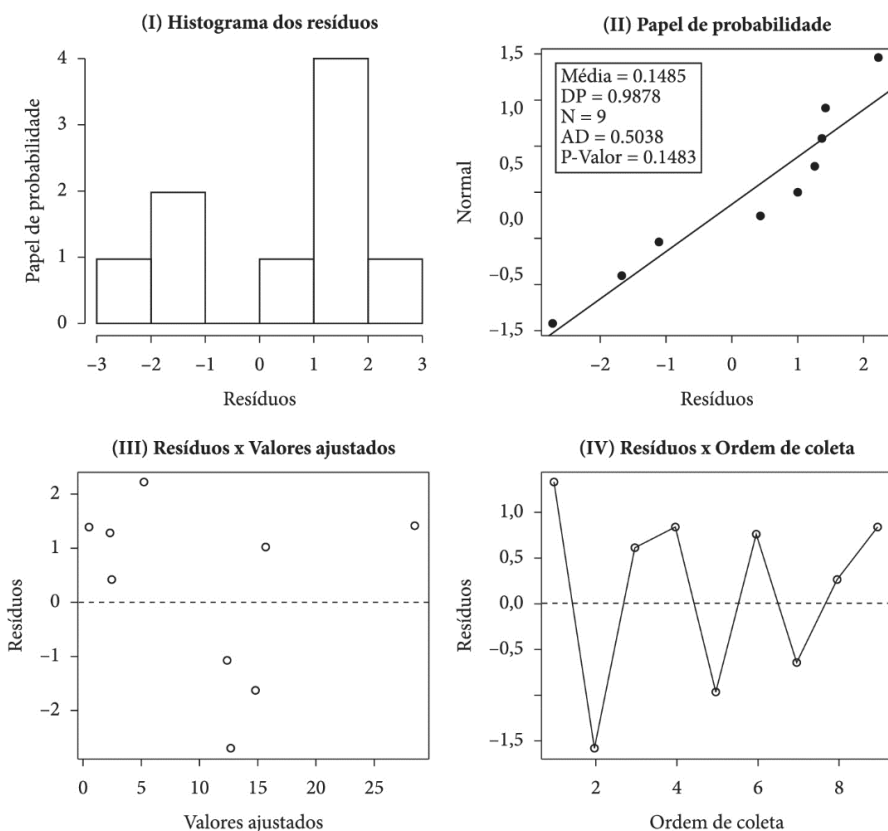 (I) Histograma dos resíduos
Papel de probabilidade
4
3
2
1
0
–3 –2 –1 0 1 2 3
Resíduos
(II) Papel de probabilidade
Normal
1,5
1,0
0,5
0,0
–0,5
–1,5
Média = 0.1485
DP = 0.9878
N = 9
AD = 0.5038
P-Valor = 0.1483
–2 –1 0 1 2
Resíduos
(III) Resíduos x Valores ajustados
Resíduos
2
1
0
–1
–2
0 5 10 15 20 25
Valores ajustados
(IV) Resíduos x Ordem de coleta
Resíduos
1,0
0,5
0,0
–0,5
–1,5
2 4 6 8
Ordem de coleta